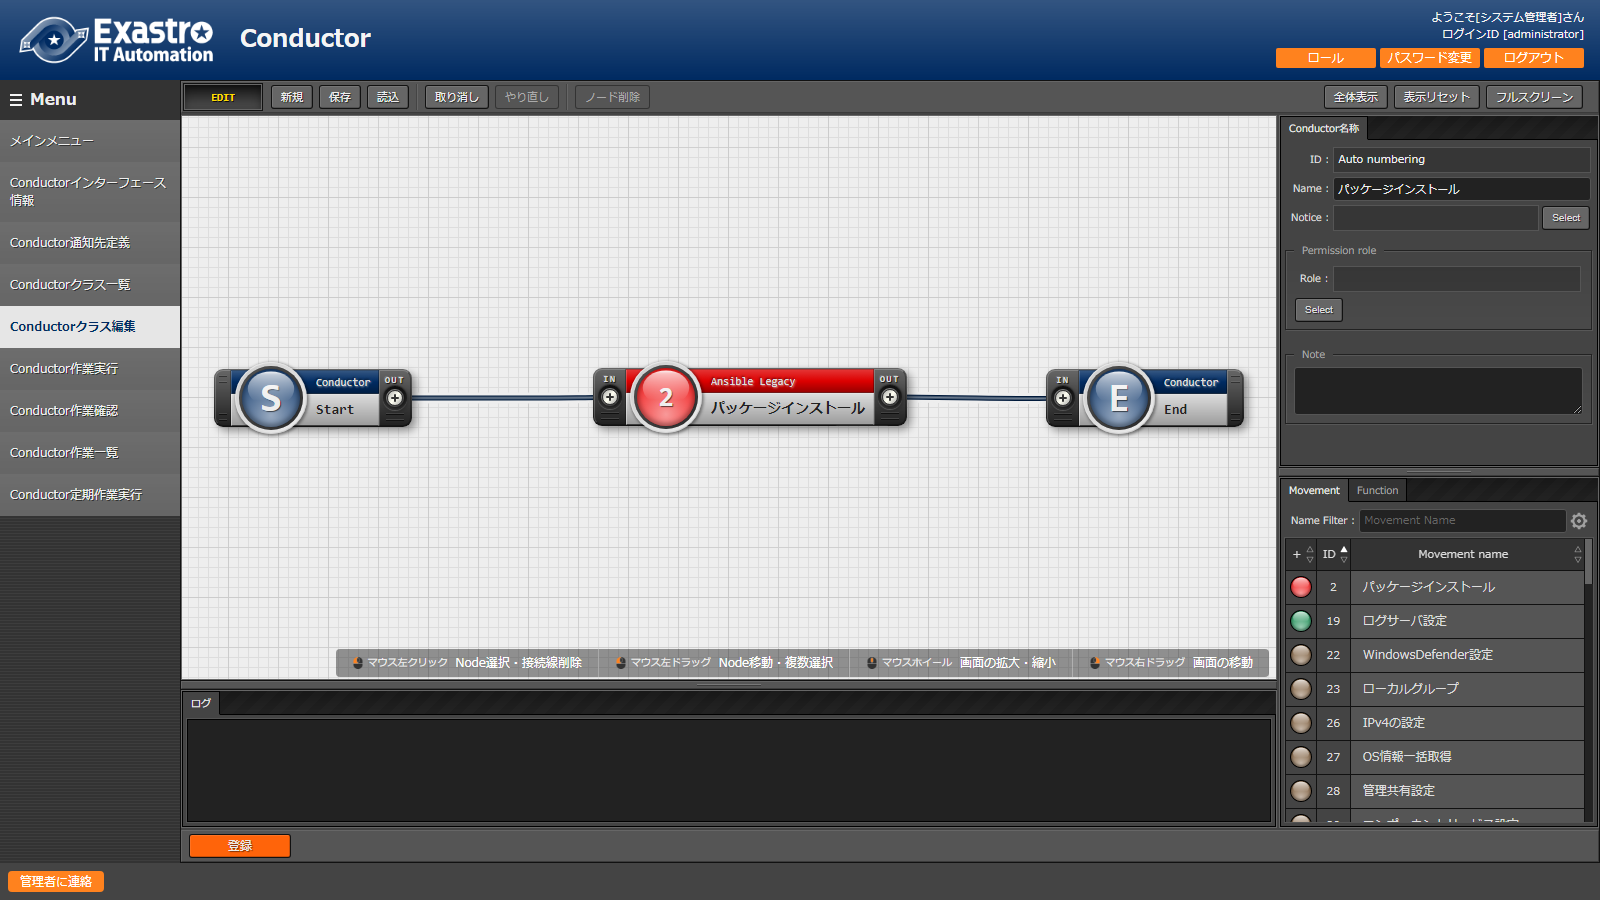 Exastro
IT Automation
Conductor
ようこそ[システム管理者]さん
ログインID [administrator]
ロール
パスワード変更
ログアウト
Menu
メインメニュー
Conductorインターフェース
情報
Conductor通知先定義
Conductorクラス一覧
Conductorクラス編集
Conductor作業実行
Conductor作業確認
Conductor作業一覧
Conductor定期作業実行
管理者に連絡
EDIT
新規
保存
読込
取り消し
やり直し
ノード削除
全体表示
表示リセット
フルスクリーン
S
Conductor
Start
OUT
IN
2
Ansible Legacy
パッケージインストール
OUT
IN
E
Conductor
End
マウス左クリック Node選択・接続線削除
マウス左ドラッグ Node移動・複数選択
マウスホイール 画面の拡大・縮小
マウス右ドラッグ 画面の移動
ログ
登録
Conductor名称
ID : Auto numbering
Name : パッケージインストール
Notice : Select
Permission role
Role :
Select
Note
Movement Function
Name Filter : Movement Name
+ ID Movement name
2 パッケージインストール
19 ログサーバ設定
22 WindowsDefender設定
23 ローカルグループ
26 IPv4の設定
27 OS情報一括取得
28 管理共有設定